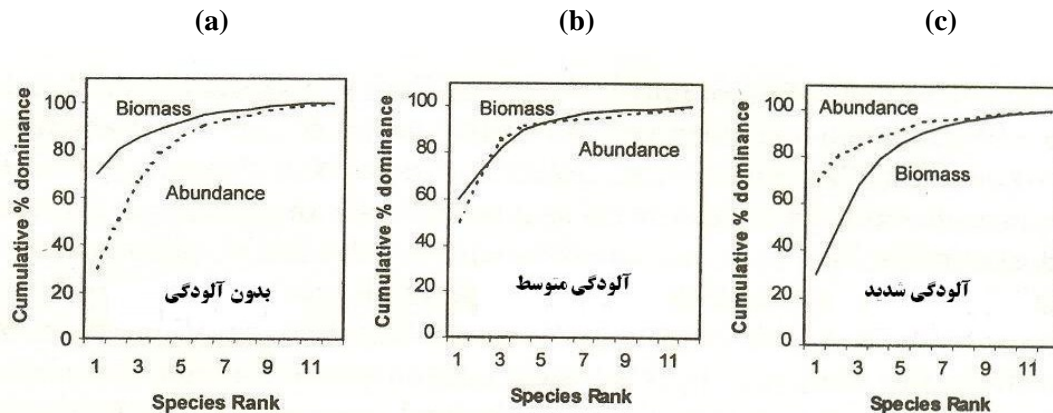 (a)
(b)
(c)
Cumulative % dominance
100
80
60
40
20
0
Biomass
Abundance
بدون آلودگی
1 3 5 7 9 11
Species Rank
Cumulative % dominance
100
80
60
40
20
0
Biomass
Abundance
آلودگی متوسط
1 3 5 7 9 11
Species Rank
Cumulative % dominance
100
80
60
40
20
0
Abundance
Biomass
آلودگی شدید
1 3 5 7 9 11
Species Rank